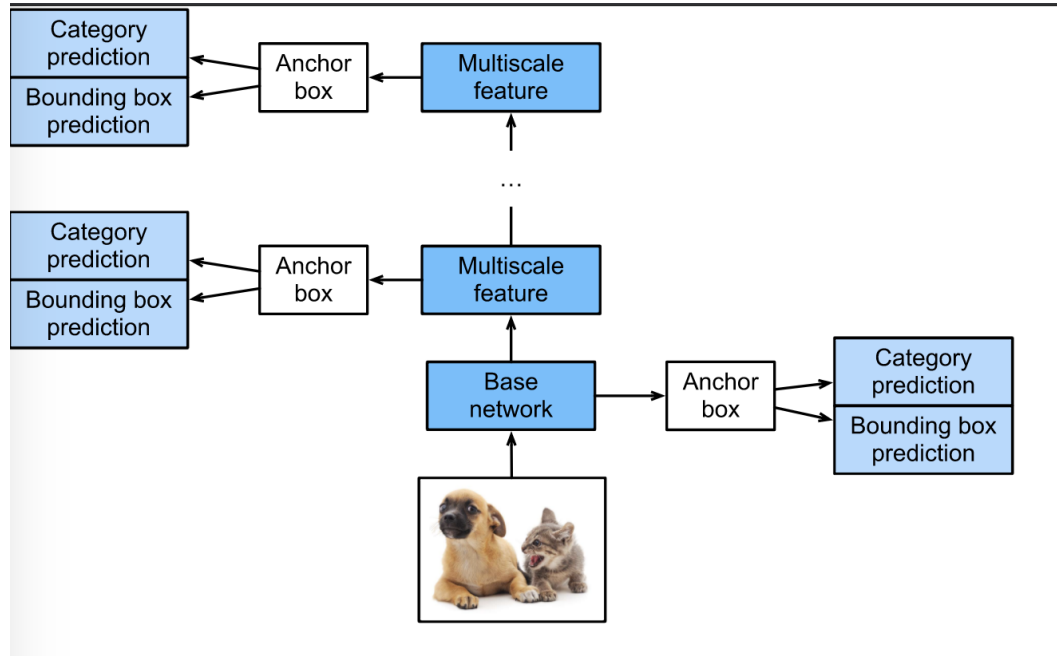 Category
prediction
Bounding box
prediction
Anchor
box
Multiscale
feature
...
Category
prediction
Bounding box
prediction
Anchor
box
Multiscale
feature
Base
network
Anchor
box
Category
prediction
Bounding box
prediction